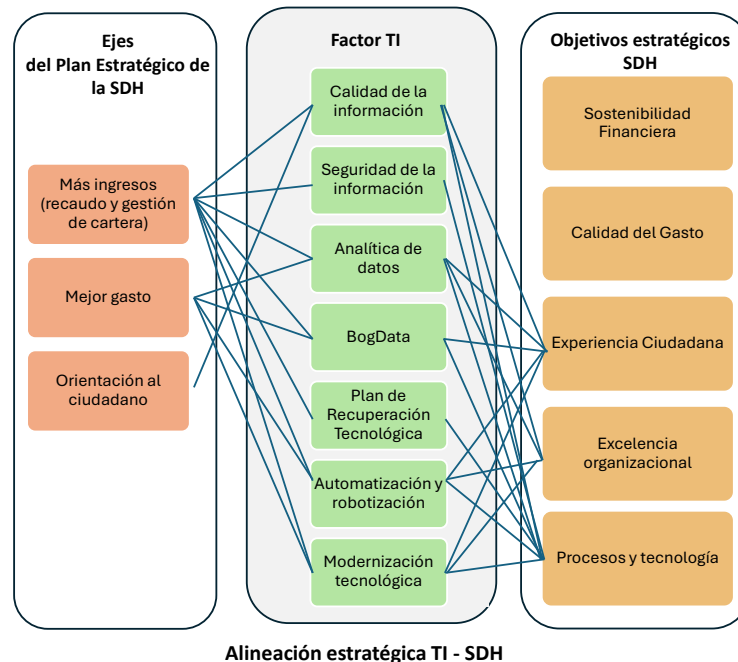 Ejes
del Plan Estratégico de
la SDH
Más ingresos
(recaudo y gestión
de cartera)
Mejor gasto
Orientación al
ciudadano
Factor TI
Calidad de la
información
Seguridad de la
información
Analítica de
datos
BogData
Plan de
Recuperación
Tecnológica
Automatización y
robotización
Modernización
tecnológica
Objetivos estratégicos
SDH
Sostenibilidad
Financiera
Calidad del Gasto
Experiencia Ciudadana
Excelencia
organizacional
Procesos y tecnología
Alineación estratégica TI - SDH